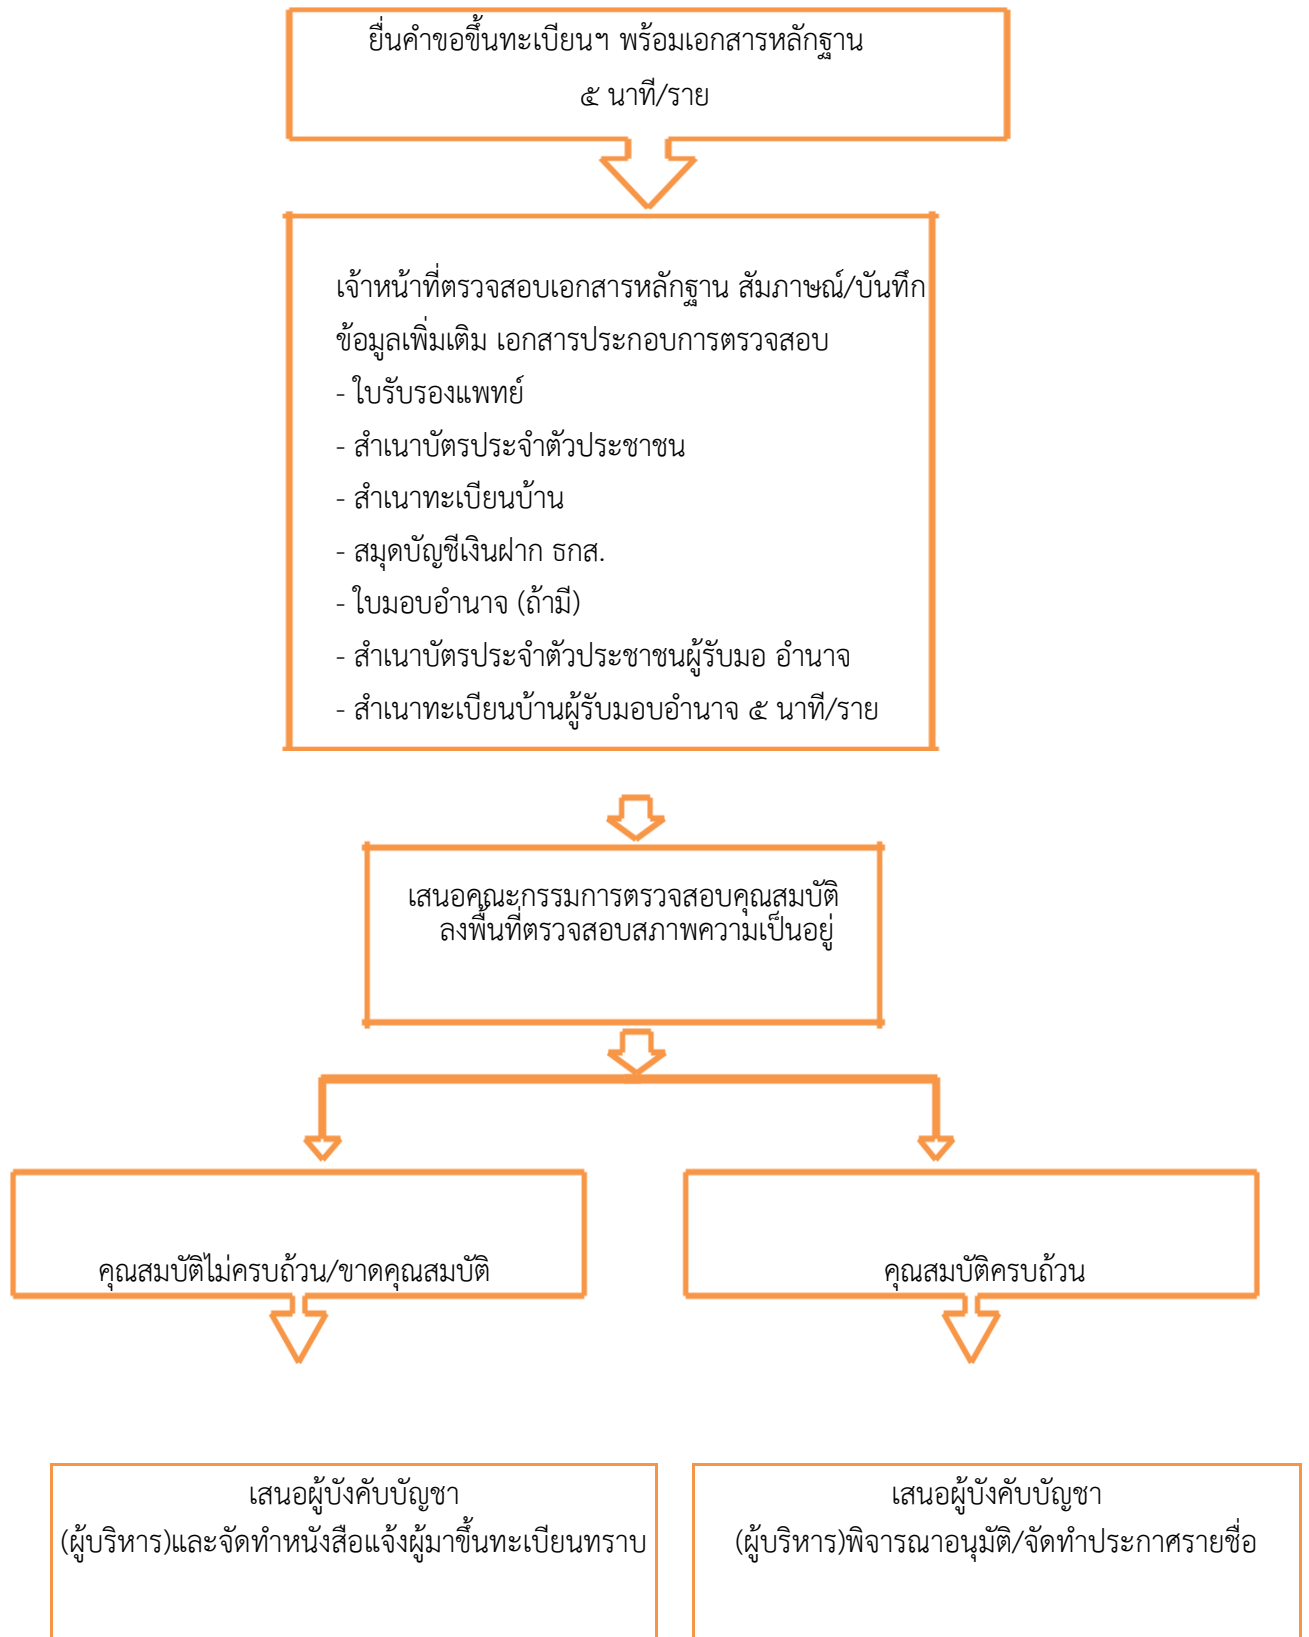 ยื่นคำขอขึ้นทะเบียนฯ พร้อมเอกสารหลักฐาน
๕ นาที/ราย
เจ้าหน้าที่ตรวจสอบเอกสารหลักฐาน สัมภาษณ์/บันทึก
ข้อมูลเพิ่มเติม เอกสารประกอบการตรวจสอบ
- ใบรับรองแพทย์
- สำเนาบัตรประจำตัวประชาชน
- สำเนาทะเบียนบ้าน
- สมุดบัญชีเงินฝาก ธกส.
- ใบมอบอำนาจ (ถ้ามี)
- สำเนาบัตรประจำตัวประชาชนผู้รับมอ อำนาจ
- สำเนาทะเบียนบ้านผู้รับมอบอำนาจ ๕ นาที/ราย
เสนอคณะกรรมการตรวจสอบคุณสมบัติ
ลงพื้นที่ตรวจสอบสภาพความเป็นอยู่
คุณสมบัติไม่ครบถ้วน/ขาดคุณสมบัติ
คุณสมบัติครบถ้วน
เสนอผู้บังคับบัญชา
(ผู้บริหาร)และจัดทำหนังสือแจ้งผู้มาขึ้นทะเบียนทราบ
เสนอผู้บังคับบัญชา
(ผู้บริหาร)พิจารณาอนุมัติ/จัดทำประกาศรายชื่อ